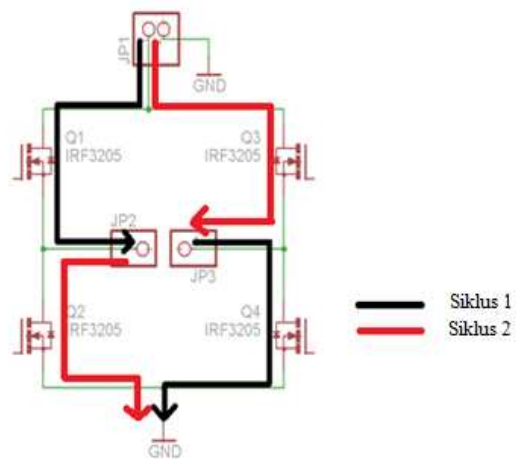 JP1
GND
Q1
IRF3205
Q3
IRF3205
JP2
JP3
Q2
IRF3205
Q4
IRF3205
GND
Siklus 1
Siklus 2